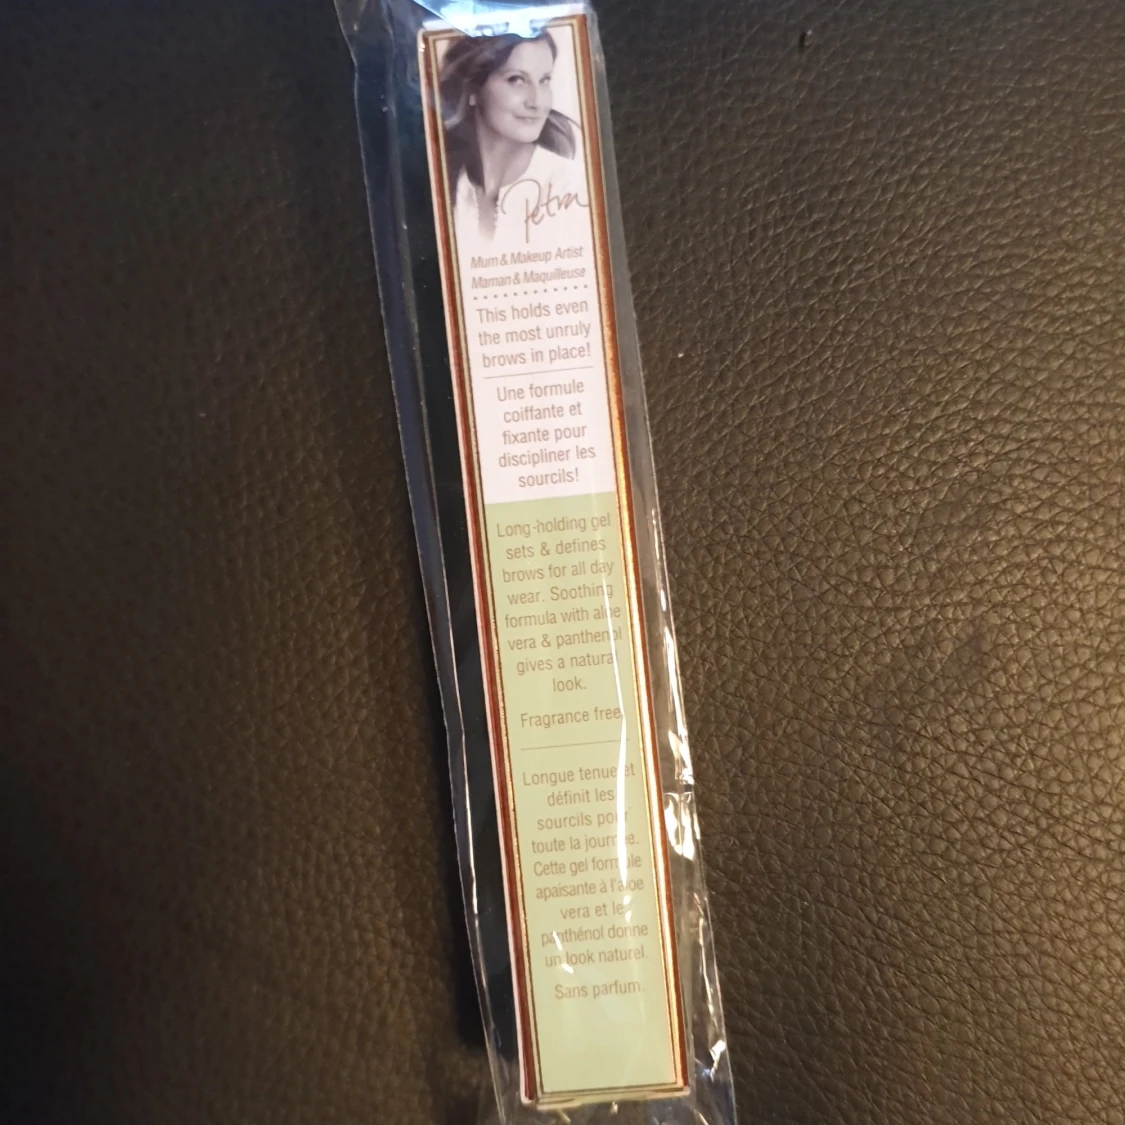 Petra
Mum & Makeup Artist
Maman & Maquilleuse
This holds even
the most unruly
brows in place!
Une formule
coiffante et
fixante pour
discipliner les
sourcils!
Long-holding gel
sets & defines
brows for all day
wear. Soothing
formula with aloe
vera & panthenol
gives a natural
look.
Fragrance free
Longue tenue et
définit les
sourcils pour
toute la journée.
Cette gel formule
apaisante à l'aloe
vera et le
panthénol donne
un look naturel.
Sans parfum.